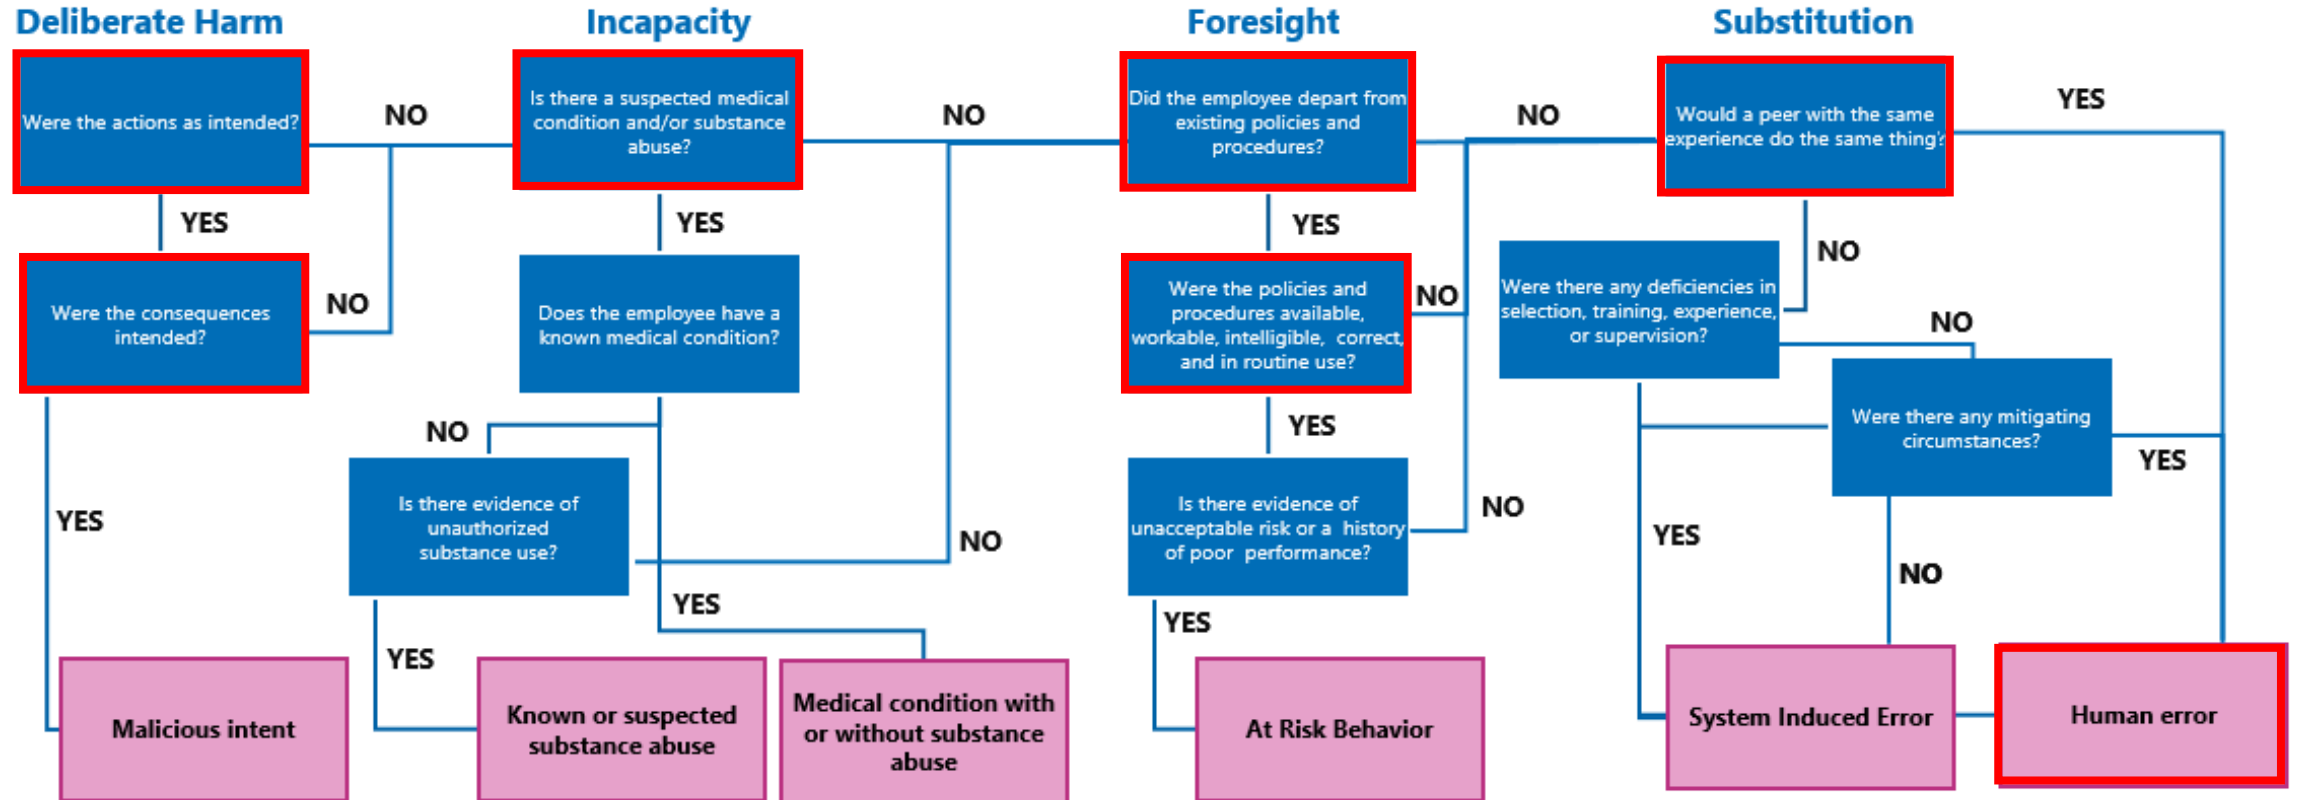 Deliberate Harm
Incapacity
Foresight
Substitution
Were the actions as intended?
NO
Is there a suspected medical
condition and/or substance
abuse?
NO
Did the employee depart from
existing policies and
procedures?
NO
Would a peer with the same
experience do the same thing?
YES
YES
YES
YES
NO
Were the consequences
intended?
NO
Does the employee have a
known medical condition?
Were the policies and
procedures available,
workable, intelligible, correct,
and in routine use?
NO
Were there any deficiencies in
selection, training, experience,
or supervision?
NO
Were there any mitigating
circumstances?
YES
YES
NO
Is there evidence of
unauthorized
substance use?
NO
YES
YES
YES
Is there evidence of
unacceptable risk or a history
of poor performance?
NO
YES
YES
NO
Malicious intent
Known or suspected
substance abuse
Medical condition with
or without substance
abuse
At Risk Behavior
System Induced Error
Human error